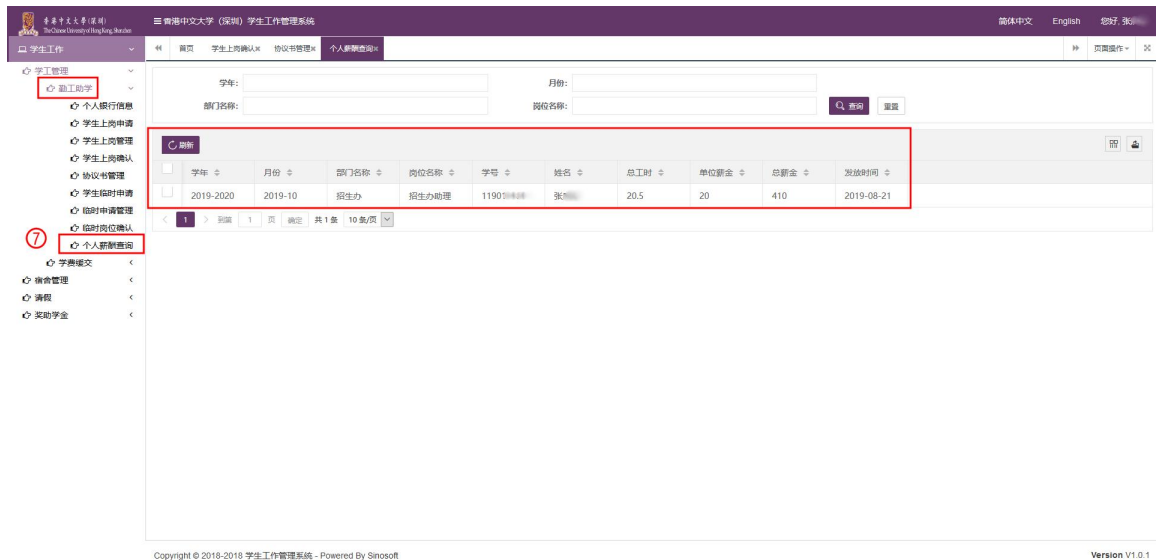 香港中文大學(深圳)
The Chinese University of Hong Kong, Shenzhen
☰香港中文大学（深圳）学生工作管理系统
简体中文 English 您好, 张
学生工作
首页 学生上岗确认× 协议书管理× 个人薪酬查询×
页面操作
学工管理
勤工助学
个人银行信息
学生上岗申请
学生上岗管理
学生上岗确认
协议书管理
学生临时申请
临时申请管理
临时岗位确认
⑦ 个人薪酬查询
学费缓交
宿舍管理
请假
奖助学金
学年: 月份:
部门名称: 岗位名称: 查询 重置
刷新
学年 月份 部门名称 岗位名称 学号 姓名 总工时 单位薪金 总薪金 发放时间
2019-2020 2019-10 招生办 招生办助理 1190 张 20.5 20 410 2019-08-21
< 1 > 到第 1 页 确定 共 1 条 10 条/页
Copyright © 2018-2018 学生工作管理系统 - Powered By Sinosoft
Version V1.0.1